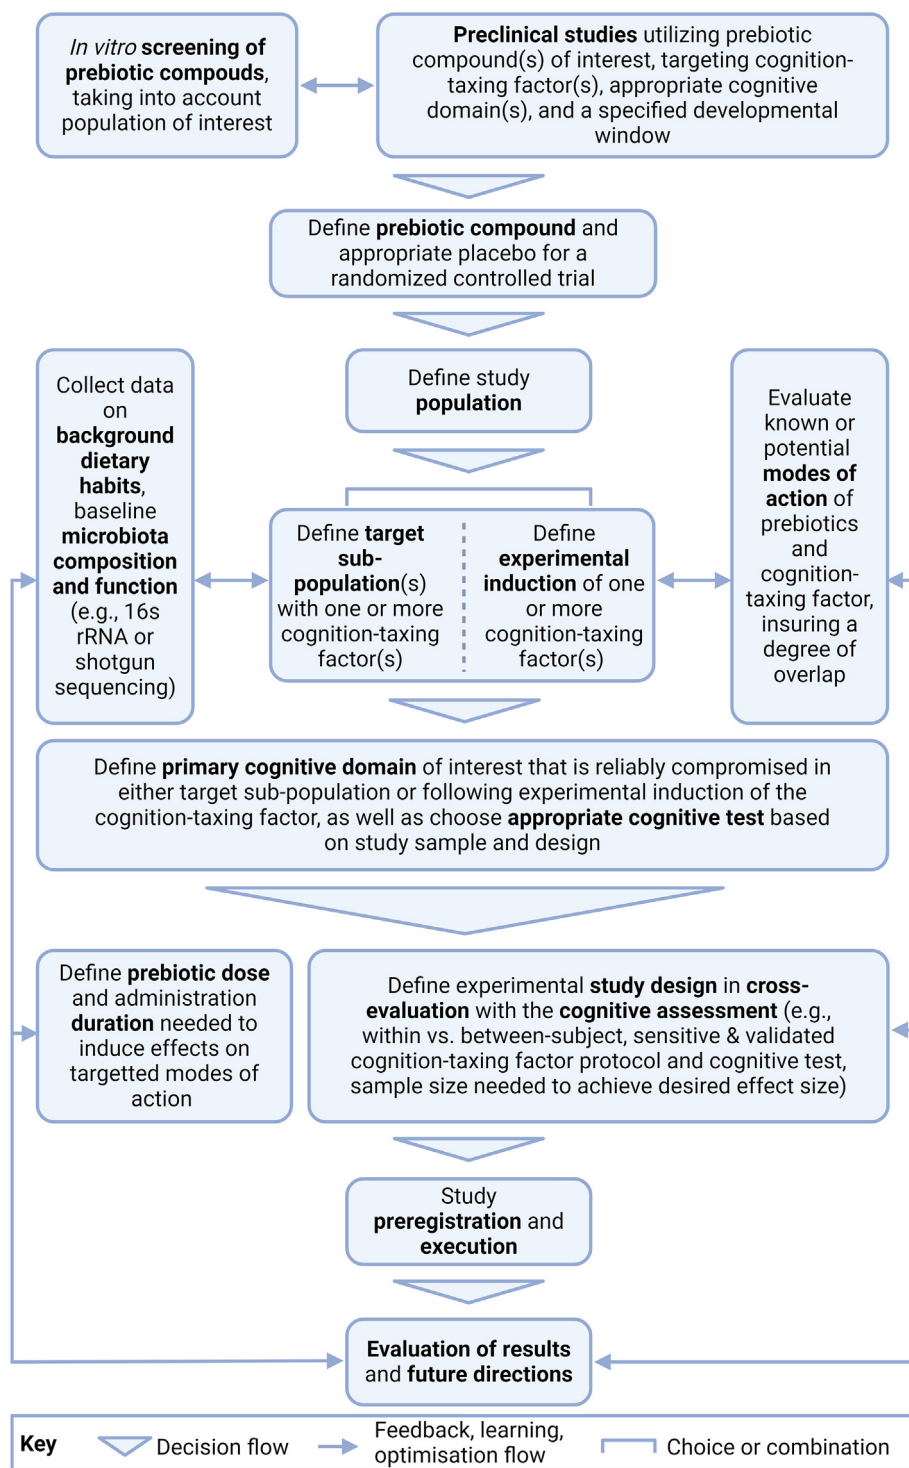 In vitro screening of
prebiotic compouds,
taking into account
population of interest
Preclinical studies utilizing prebiotic
compound(s) of interest, targeting cognition-
taxing factor(s), appropriate cognitive
domain(s), and a specified developmental
window
Define prebiotic compound and
appropriate placebo for a
randomized controlled trial
Define study
population
Collect data
on
background
dietary
habits,
baseline
microbiota
composition
and function
(e.g., 16s
rRNA or
shotgun
sequencing)
Define target
sub-
population(s)
with one or more
cognition-taxing
factor(s)
Define
experimental
induction of one
or more
cognition-taxing
factor(s)
Evaluate
known or
potential
modes of
action of
prebiotics
and
cognition-
taxing factor,
insuring a
degree of
overlap
Define primary cognitive domain of interest that is reliably compromised in
either target sub-population or following experimental induction of the
cognition-taxing factor, as well as choose appropriate cognitive test based
on study sample and design
Define prebiotic dose
and administration
duration needed to
induce effects on
targetted modes of
action
Define experimental study design in cross-
evaluation with the cognitive assessment (e.g.,
within vs. between-subject, sensitive & validated
cognition-taxing factor protocol and cognitive test,
sample size needed to achieve desired effect size)
Study
preregistration and
execution
Evaluation of results
and future directions
Key
Decision flow
Feedback, learning,
optimisation flow
Choice or combination